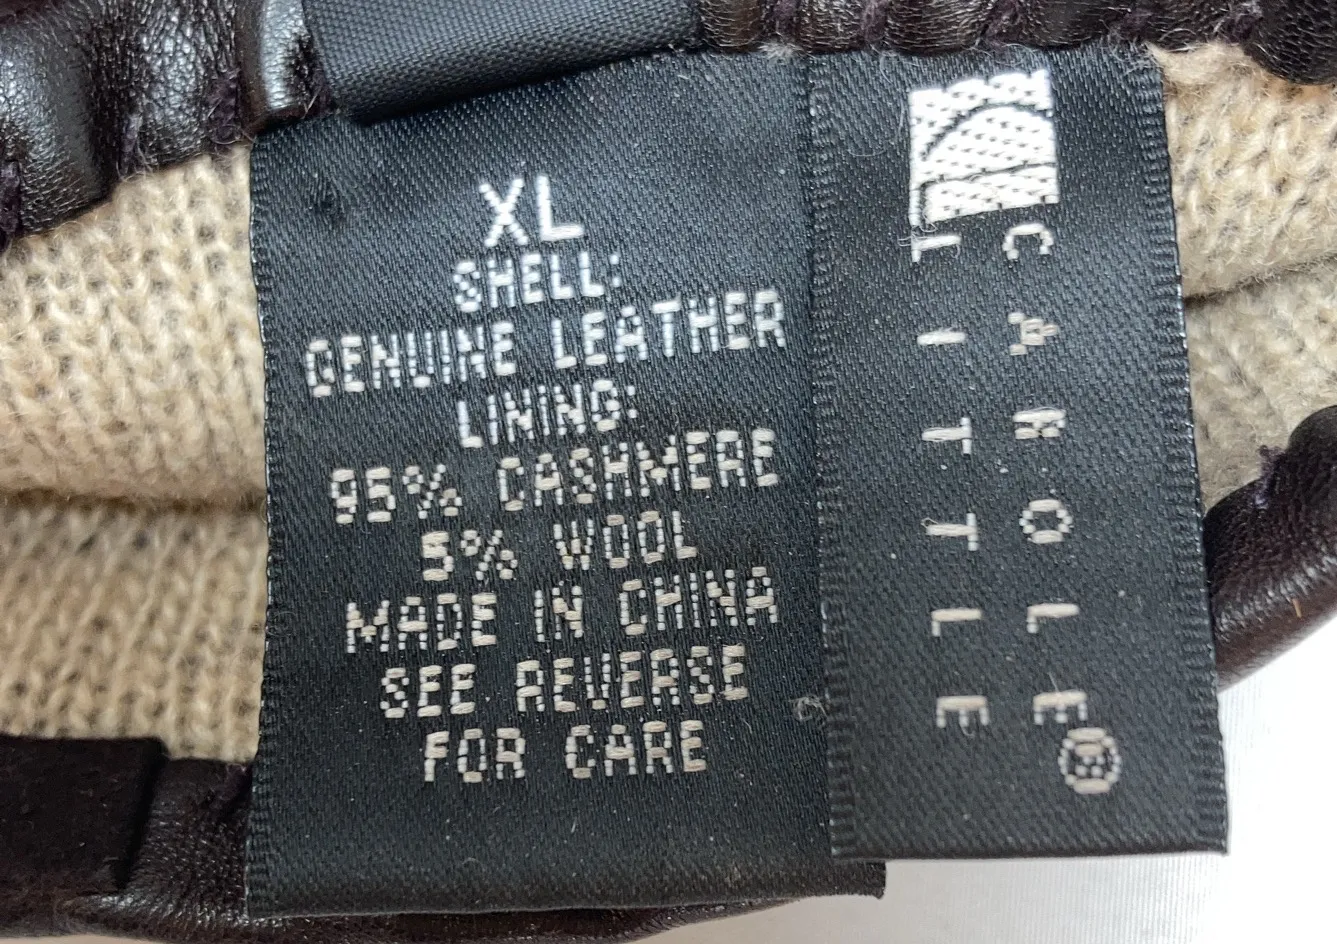 XL
SHELL:
GENUINE LEATHER
LINING:
95% CASHMERE
5% WOOL
MADE IN CHINA
SEE REVERSE
FOR CARE
CAROLE®
LITTLE